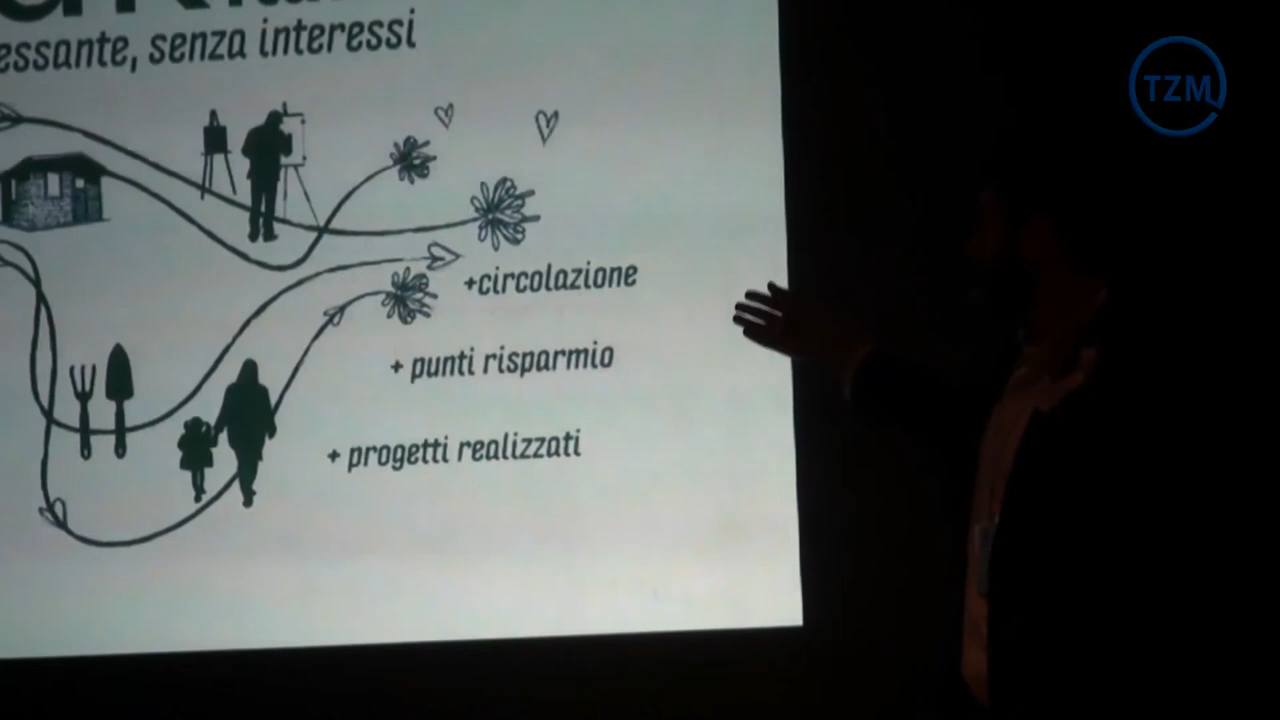 essante, senza interessi
TZM
+circolazione
+ punti risparmio
+ progetti realizzati